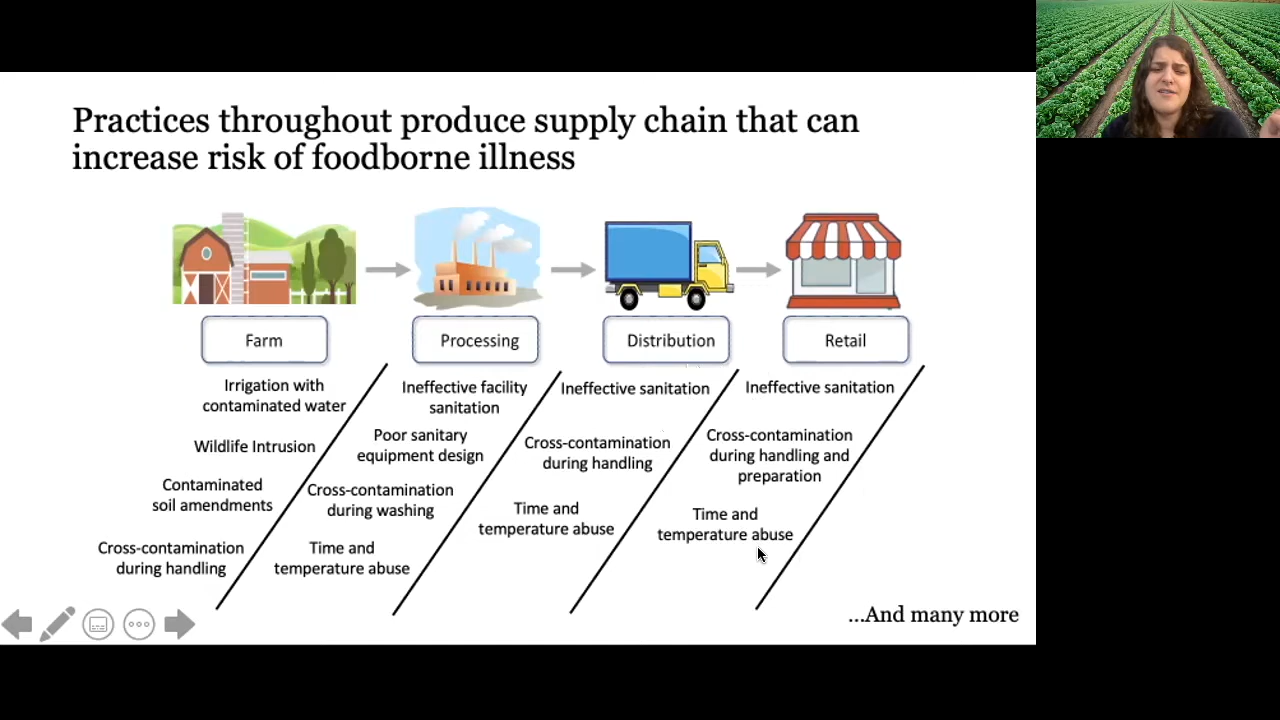 Practices throughout produce supply chain that can
increase risk of foodborne illness
Farm
Processing
Distribution
Retail
Irrigation with
contaminated water
Wildlife Intrusion
Contaminated
soil amendments
Cross-contamination
during handling
Ineffective facility
sanitation
Poor sanitary
equipment design
Cross-contamination
during washing
Time and
temperature abuse
Ineffective sanitation
Cross-contamination
during handling
Time and
temperature abuse
Ineffective sanitation
Cross-contamination
during handling and
preparation
Time and
temperature abuse
...And many more